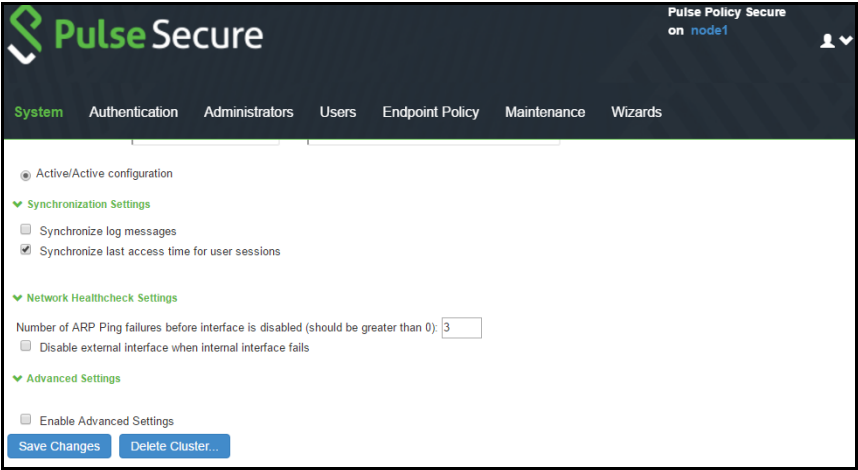 Pulse Secure
Pulse Policy Secure
on node1
System Authentication Administrators Users Endpoint Policy Maintenance Wizards
Active/Active configuration
Synchronization Settings
Synchronize log messages
Synchronize last access time for user sessions
Network Healthcheck Settings
Number of ARP Ping failures before interface is disabled (should be greater than 0): 3
Disable external interface when internal interface fails
Advanced Settings
Enable Advanced Settings
Save Changes Delete Cluster...